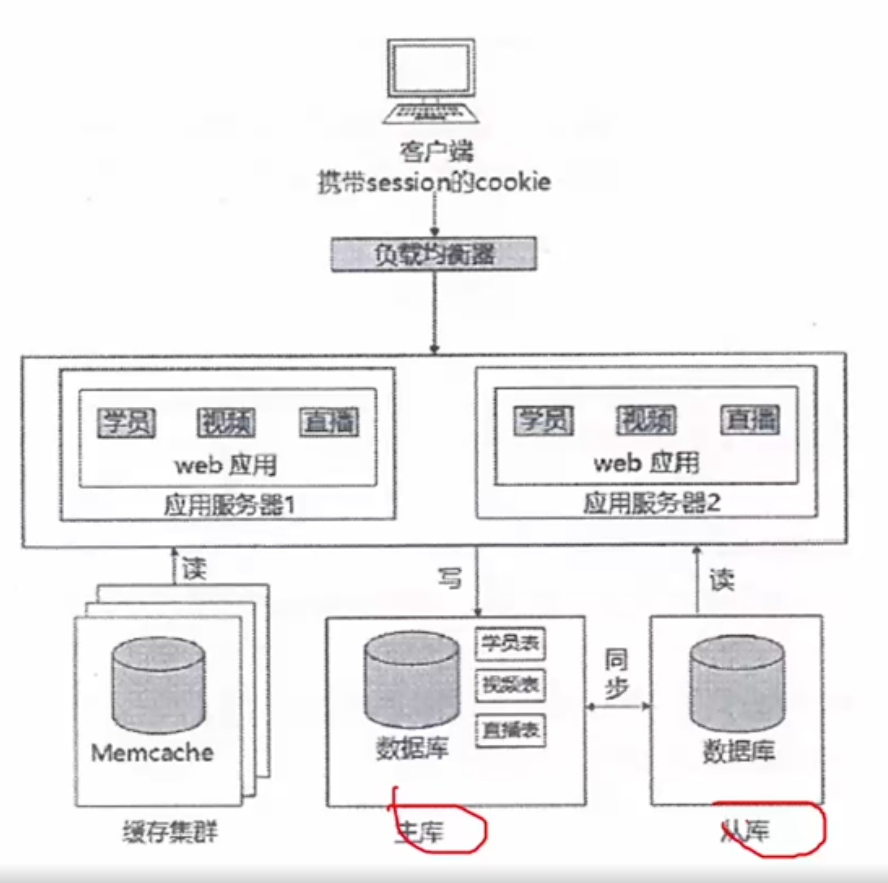 客户端
携带session的cookie
负载均衡器
学员 视频 直播
web 应用
应用服务器1
学员 视频 直播
web 应用
应用服务器2
读
写
读
Memcache
缓存集群
数据库
学员表
视频表
直播表
主库
同步
数据库
从库